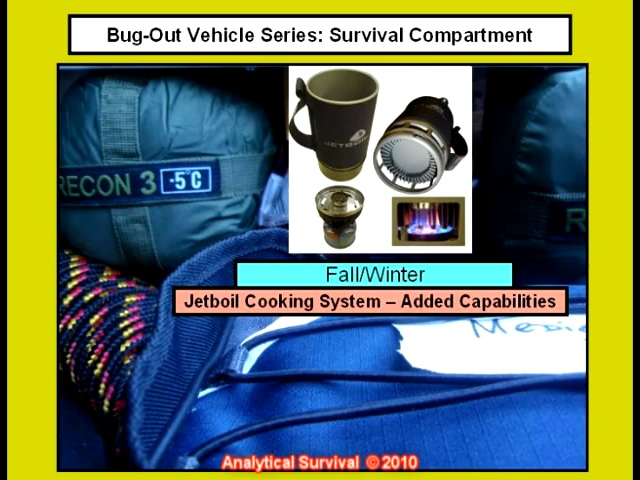 Bug-Out Vehicle Series: Survival Compartment
JETBOIL
RECON 3 -5°C
R
Fall/Winter
Jetboil Cooking System – Added Capabilities
Analytical Survival © 2010